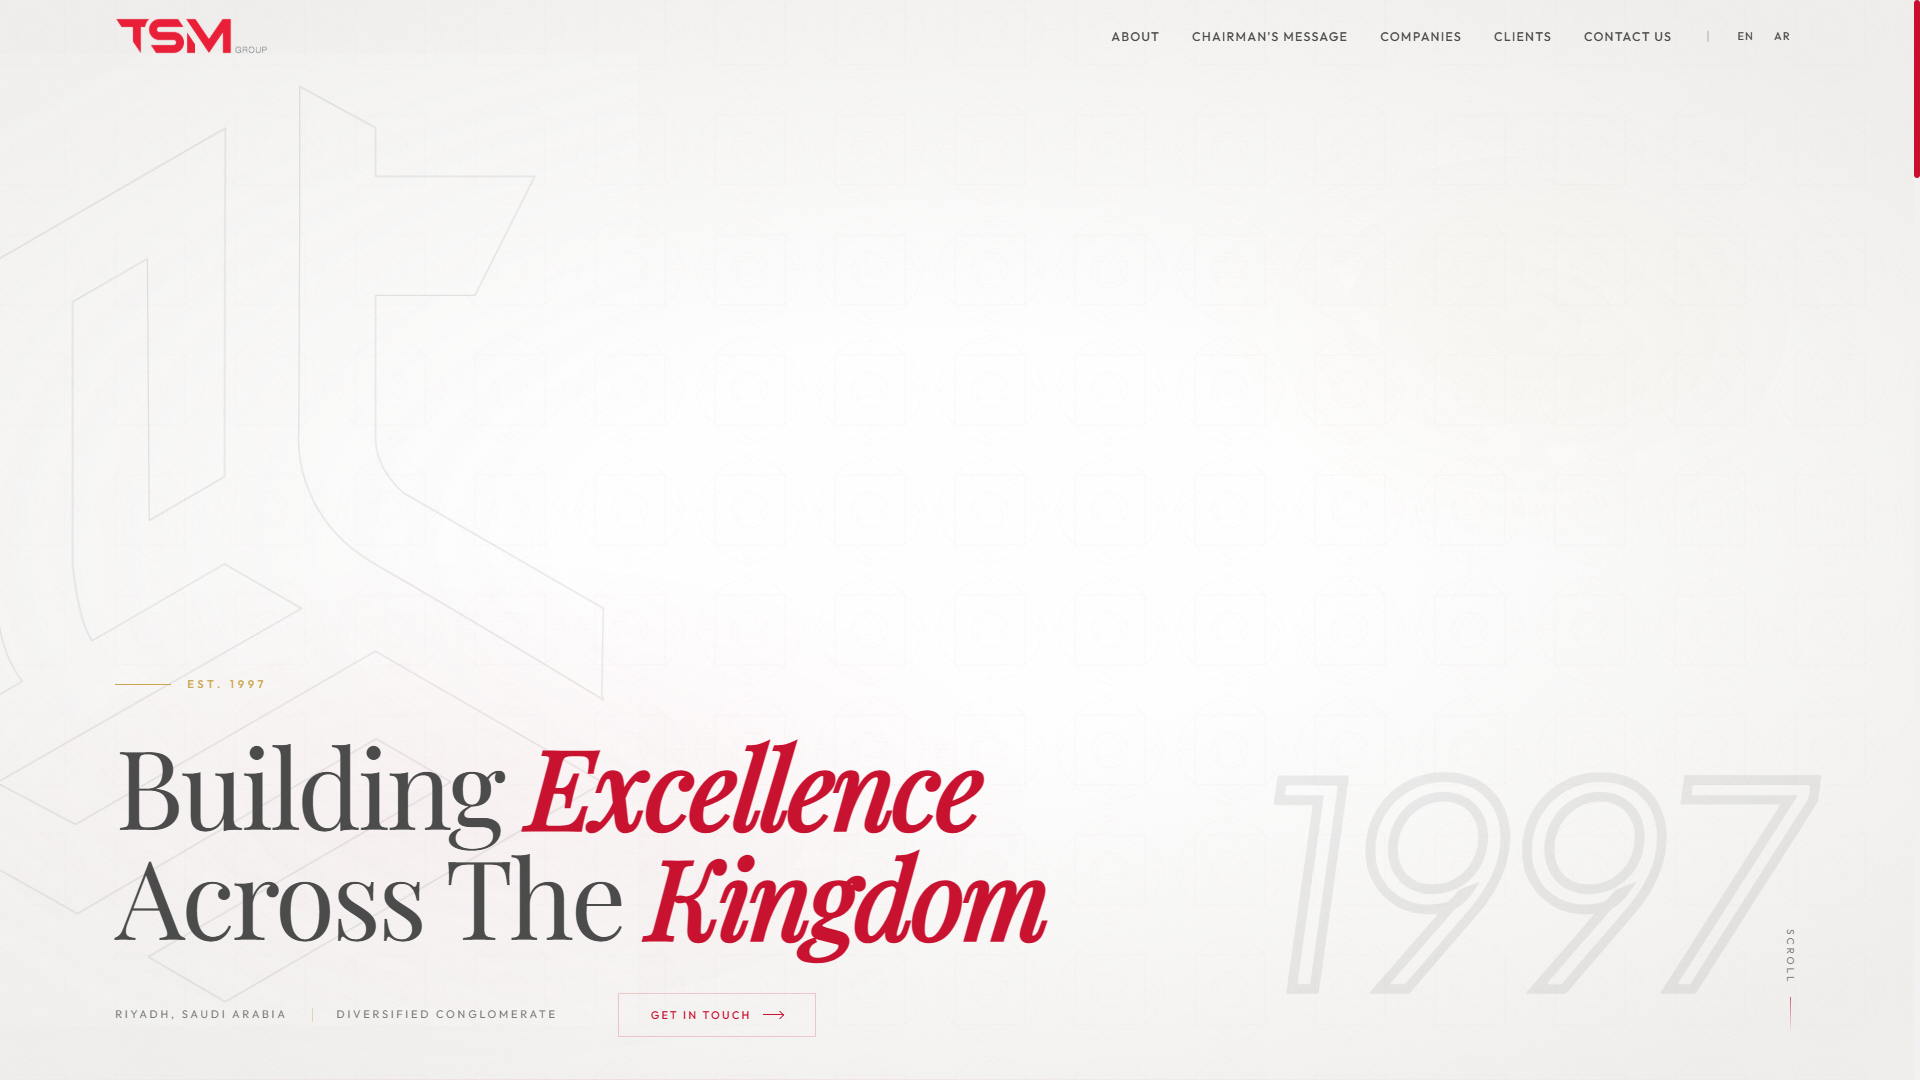 TSM GROUP
ABOUT
CHAIRMAN'S MESSAGE
COMPANIES
CLIENTS
CONTACT US
|
EN
AR
EST. 1997
Building Excellence
Across The Kingdom
1997
SCROLL
RIYADH, SAUDI ARABIA
DIVERSIFIED CONGLOMERATE
GET IN TOUCH